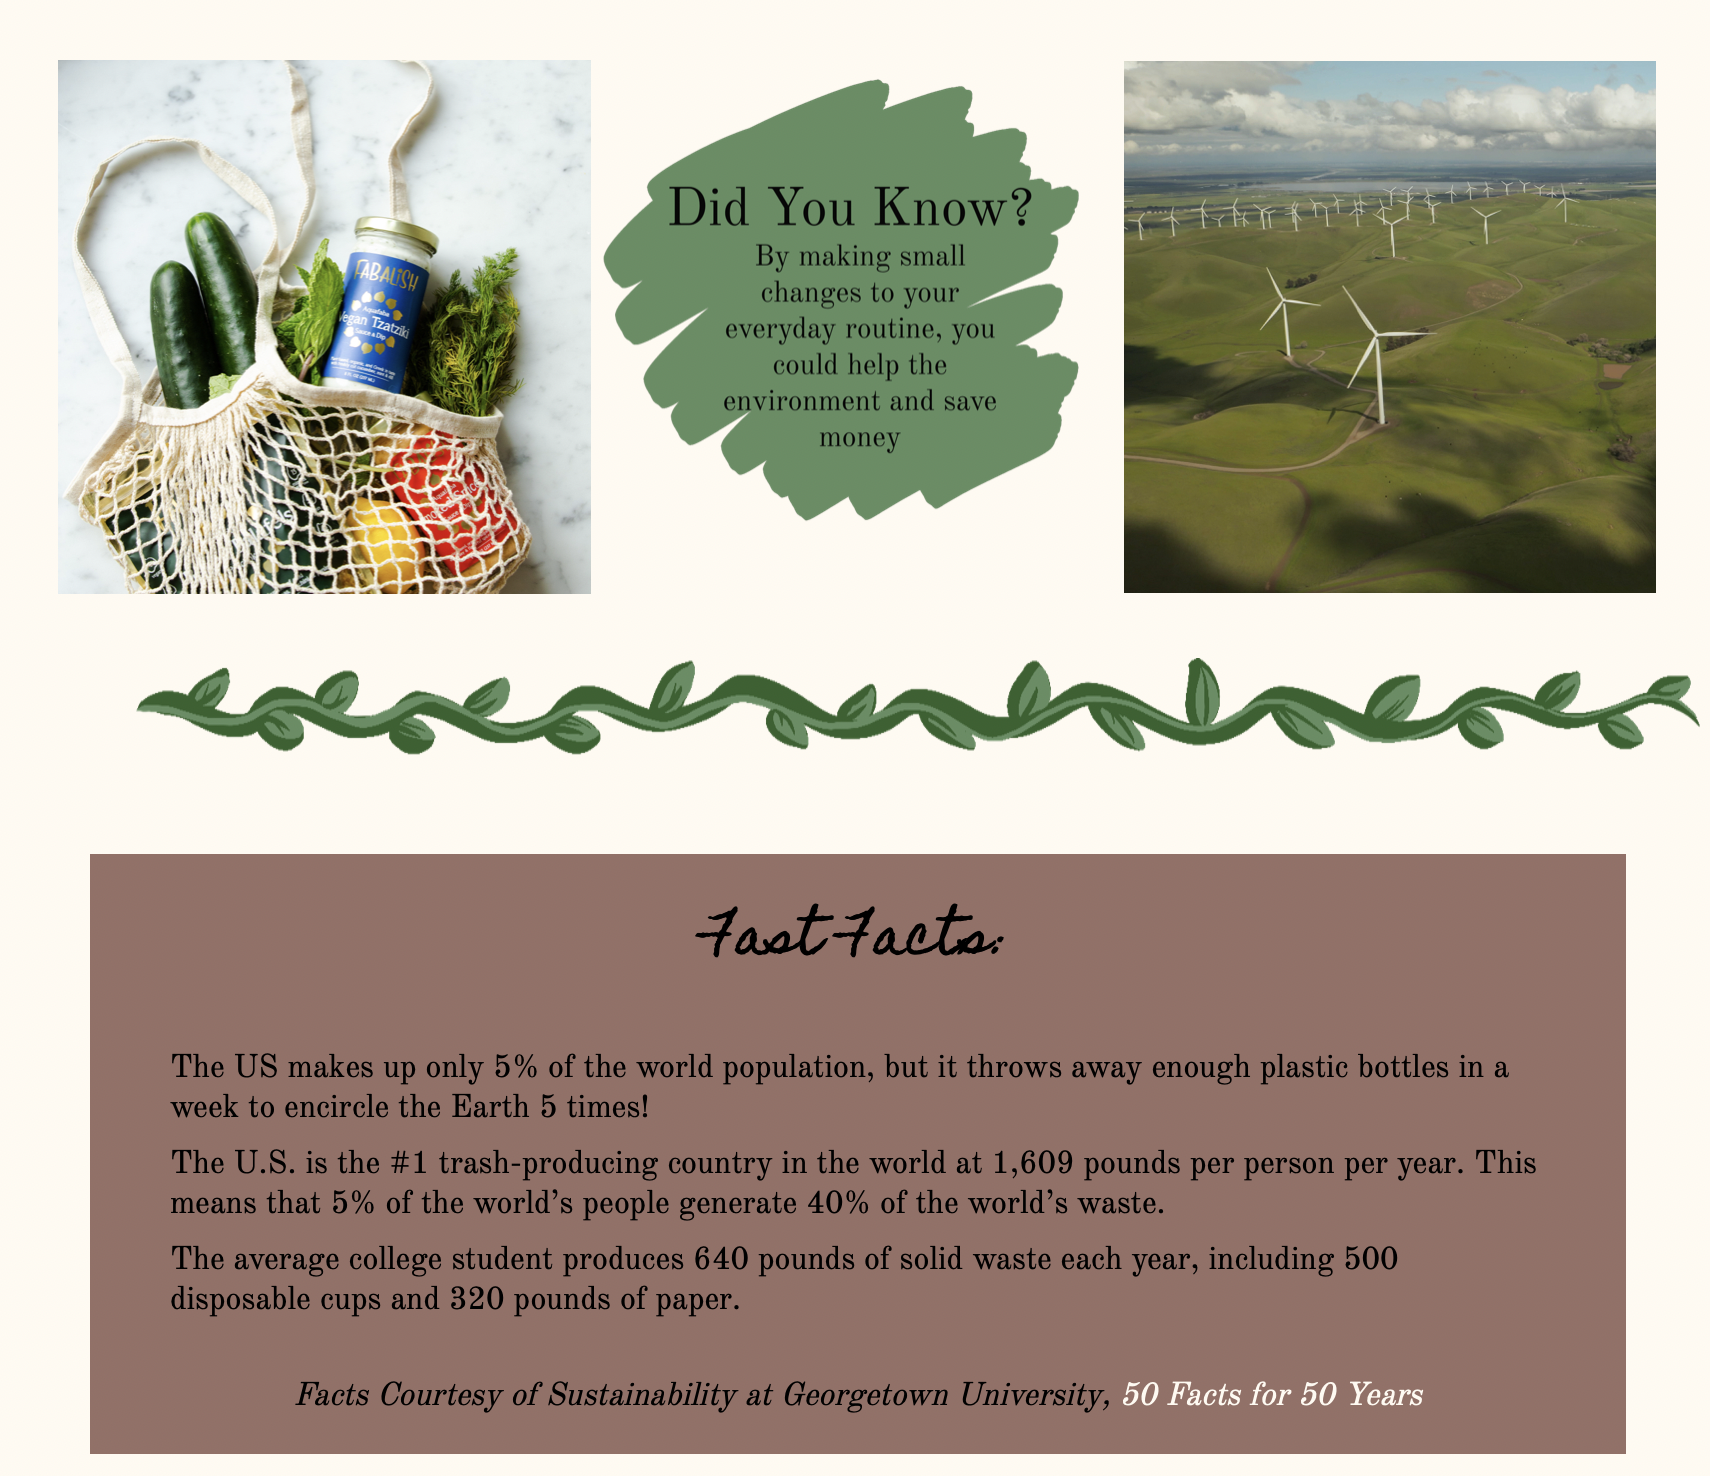 FABALISH
Aquafaba
Vegan Tzatziki
Sauce & Dip
Did You Know?
By making small
changes to your
everyday routine, you
could help the
environment and save
money
Fast Facts:
The US makes up only 5% of the world population, but it throws away enough plastic bottles in a
week to encircle the Earth 5 times!
The U.S. is the #1 trash-producing country in the world at 1,609 pounds per person per year. This
means that 5% of the world’s people generate 40% of the world’s waste.
The average college student produces 640 pounds of solid waste each year, including 500
disposable cups and 320 pounds of paper.
Facts Courtesy of Sustainability at Georgetown University, 50 Facts for 50 Years